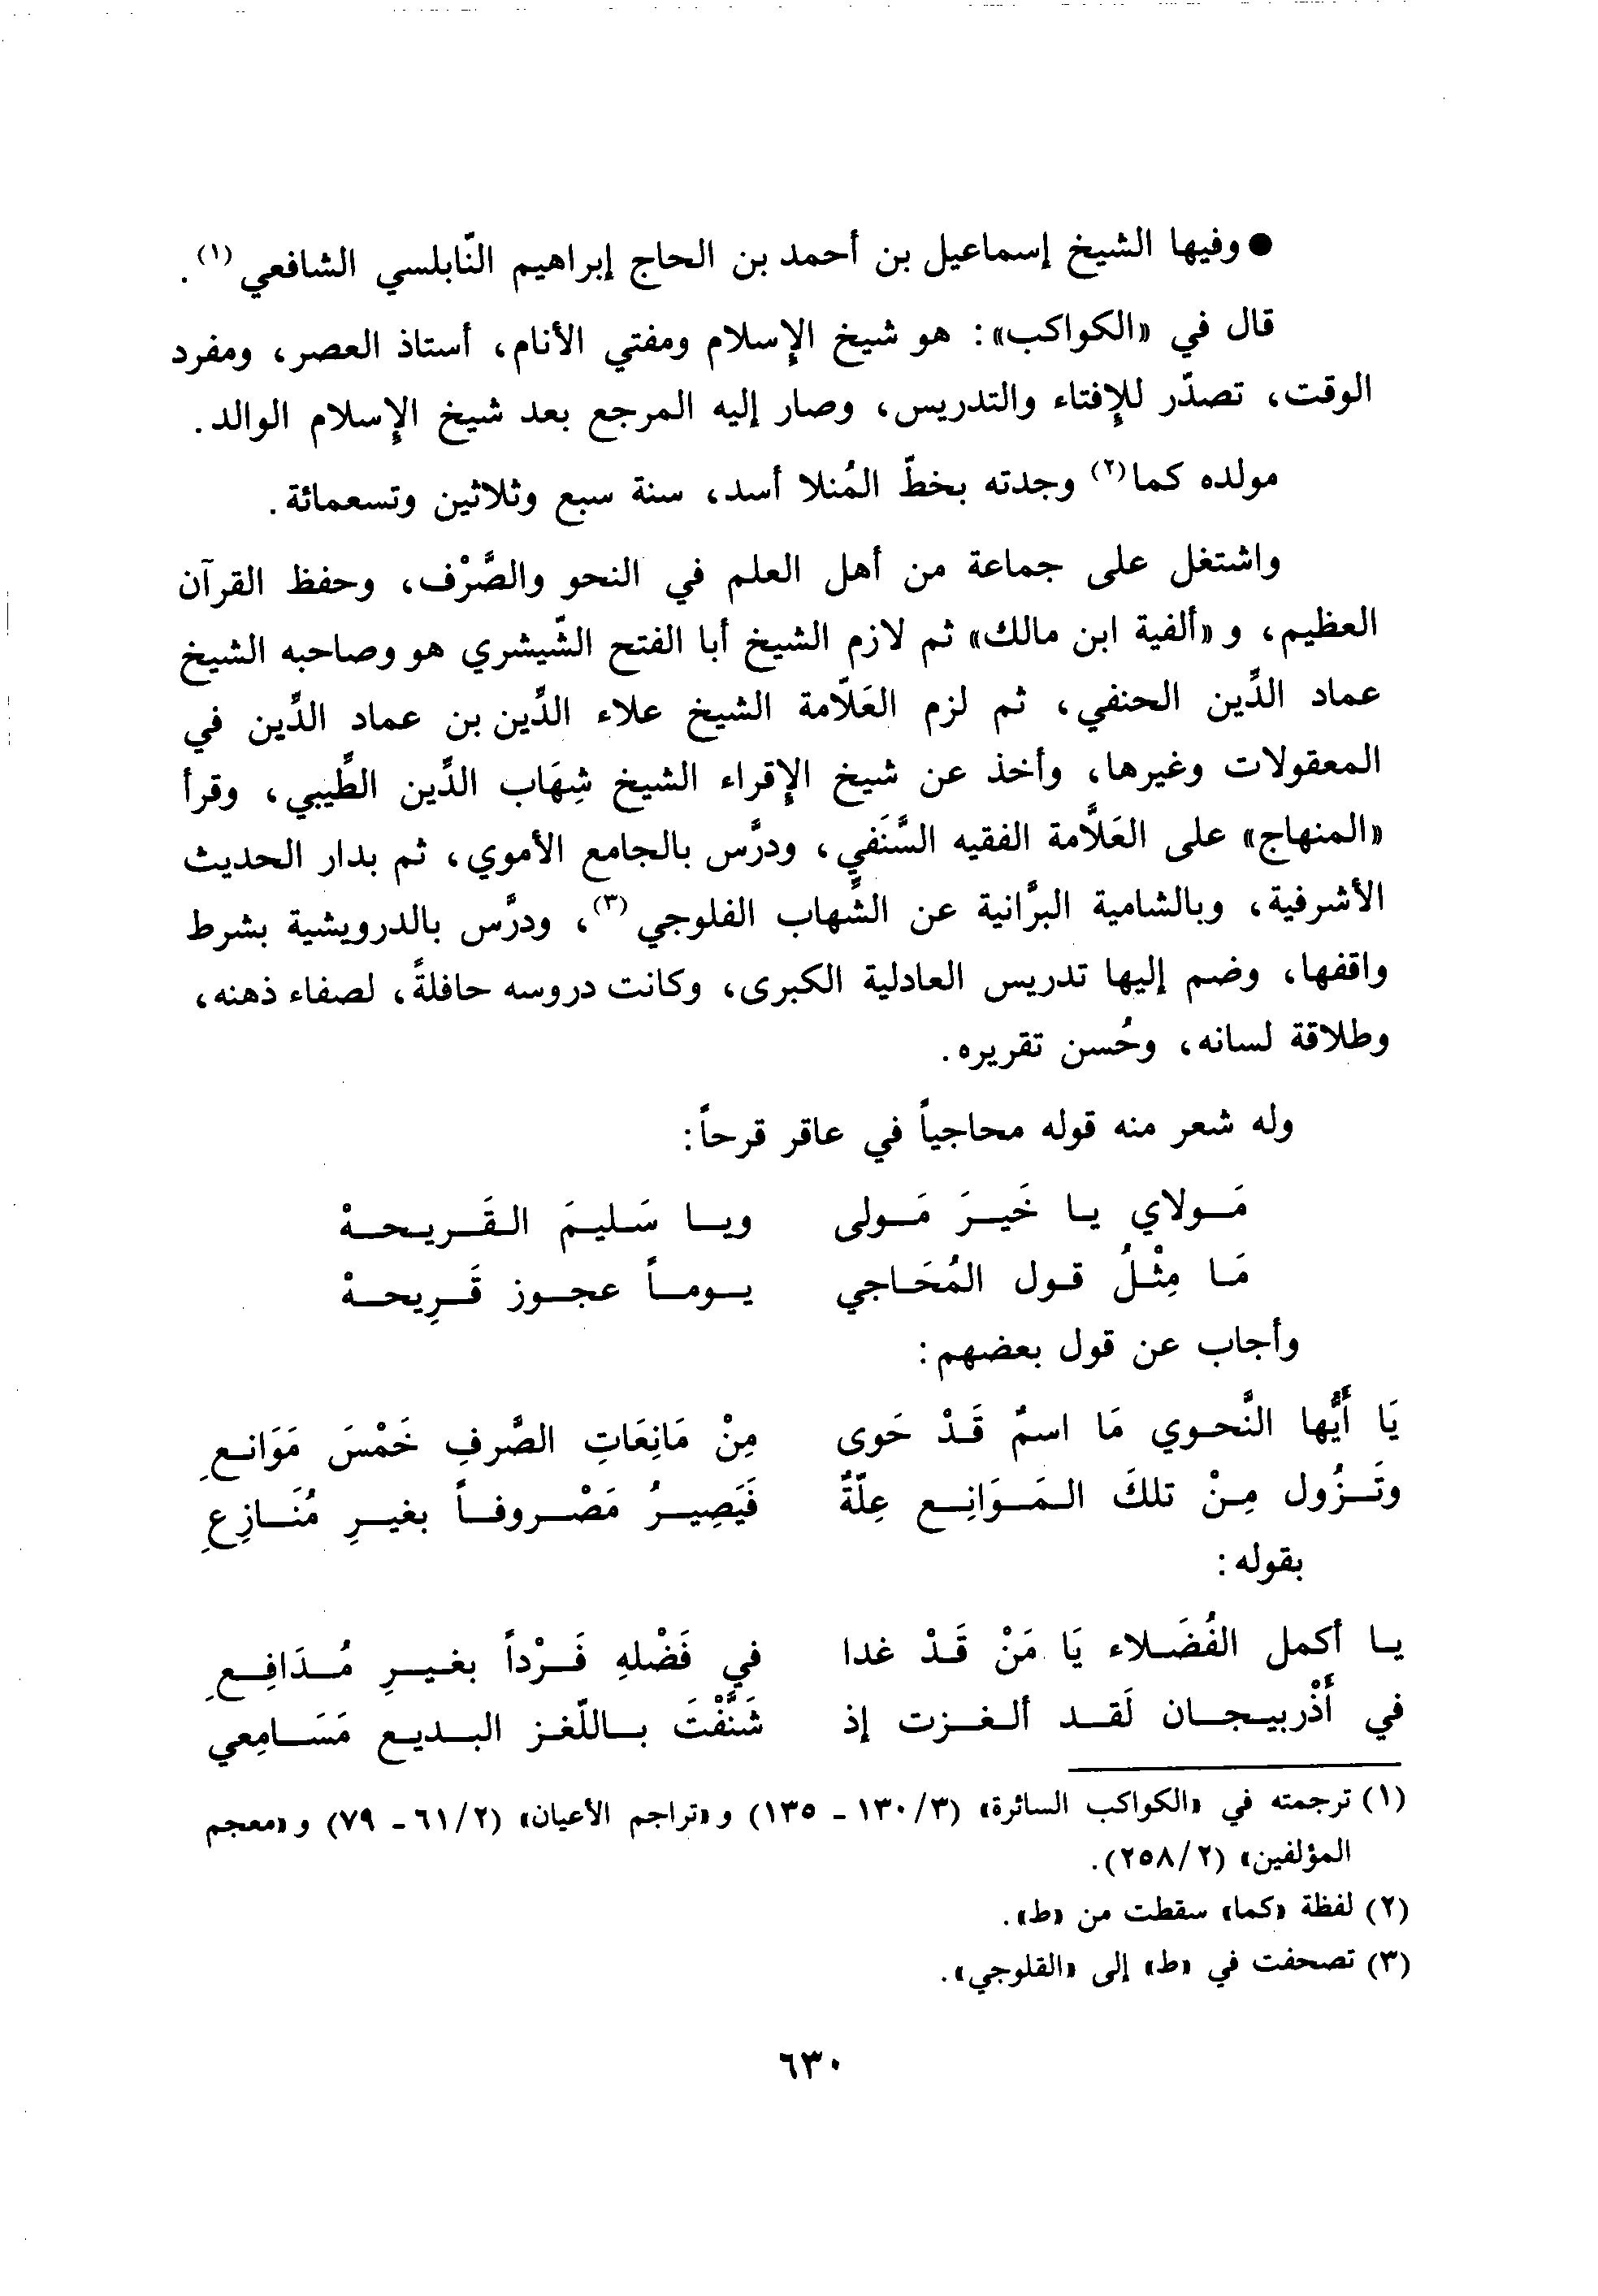 ● وفيها الشيخ إسماعيل بن أحمد بن الحاج إبراهيم النّابلسي الشافعي (١).
قال في «الكواكب»: هو شيخ الإسلام ومفتي الأنام، أستاذ العصر، ومفرد
الوقت، تصدّر للإفتاء والتدريس، وصار إليه المرجع بعد شيخ الإسلام الوالد.
مولده كما(٢) وجدته بخطّ المُنلا أسد، سنة سبع وثلاثين وتسعمائة.
واشتغل على جماعة من أهل العلم في النحو والصَّرْف، وحفظ القرآن
العظيم، و «ألفية ابن مالك» ثم لازم الشيخ أبا الفتح الشّيشري هو وصاحبه الشيخ
عماد الدِّين الحنفي، ثم لزم العَلاّمة الشيخ علاء الدِّين بن عماد الدِّين في
المعقولات وغيرها، وأخذ عن شيخ الإقراء الشيخ شِهَاب الدِّين الطِّيبي، وقرأ
«المنهاج» على العَلاَّمة الفقيه السَّنَفي، ودرَّس بالجامع الأموي، ثم بدار الحديث
الأشرفية، وبالشامية البرَّانية عن الشِّهاب الفلوجي(٣)، ودرَّس بالدرويشية بشرط
واقفها، وضم إليها تدريس العادلية الكبرى، وكانت دروسه حافلةً، لصفاء ذهنه،
وطلاقة لسانه، وحُسن تقريره.
وله شعر منه قوله محاجياً في عاقر قرحاً:
مَـولاي يـا خَيـرَ مَـولى ويـا سَليـمَ القَـريحـهْ
مَـا مِثْـلُ قـول المُحَـاجي يـومـاً عجـوز قَـرِيحـهْ
وأجاب عن قول بعضهم:
يَا أَيُّها النَّحوي مَا اسمٌ قَـدْ حَوى مِنْ مَانِعَاتِ الصَّرفِ خَمْسَ مَوَانعِ
وتَـزُول مِـنْ تلكَ المَـوَانِـع عِلّةٌ فَيَصِيـرُ مَصْـروفـاً بغيـرِ مُنَـازِعِ
بقوله:
يـا أكمل الفُضَـلاء يَا مَنْ قَـدْ غدا في فَضْلهِ فَـرْداً بغيـرِ مُـدَافِـعِ
في أَذْربيـجـان لَقـد ألـغـزت إذ شَنَّفْتَ بـاللّغز البـديـع مَسَـامِعي
(١) ترجمته في «الكواكب السائرة» (٣/ ١٣٠ ـ ١٣٥) و«تراجم الأعيان» (٢/ ٦١ ـ ٧٩) و«معجم
المؤلفين» (٢/ ٢٥٨).
(٢) لفظة «كما» سقطت من «ط».
(٣) تصحفت في «ط» إلى «القلوجي».
٦٣٠